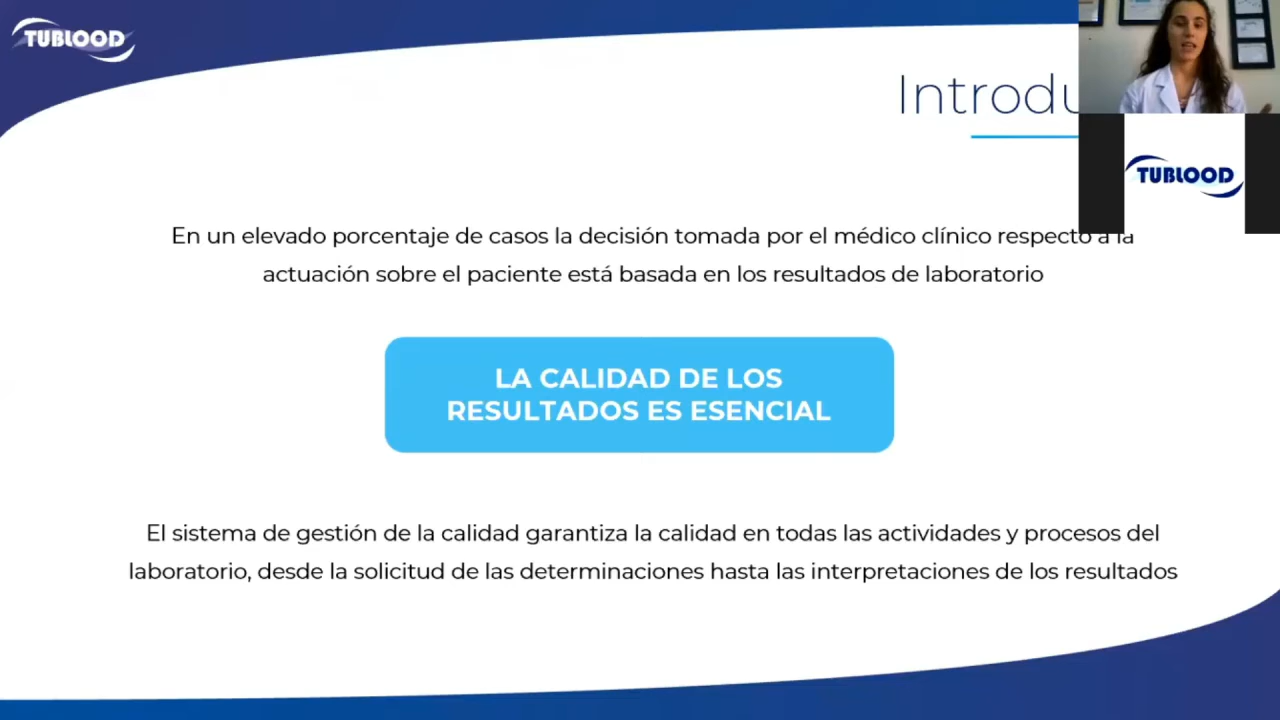 TUBLOOD
Introdu
TUBLOOD
En un elevado porcentaje de casos la decisión tomada por el médico clínico respecto a la
actuación sobre el paciente está basada en los resultados de laboratorio
LA CALIDAD DE LOS
RESULTADOS ES ESENCIAL
El sistema de gestión de la calidad garantiza la calidad en todas las actividades y procesos del
laboratorio, desde la solicitud de las determinaciones hasta las interpretaciones de los resultados